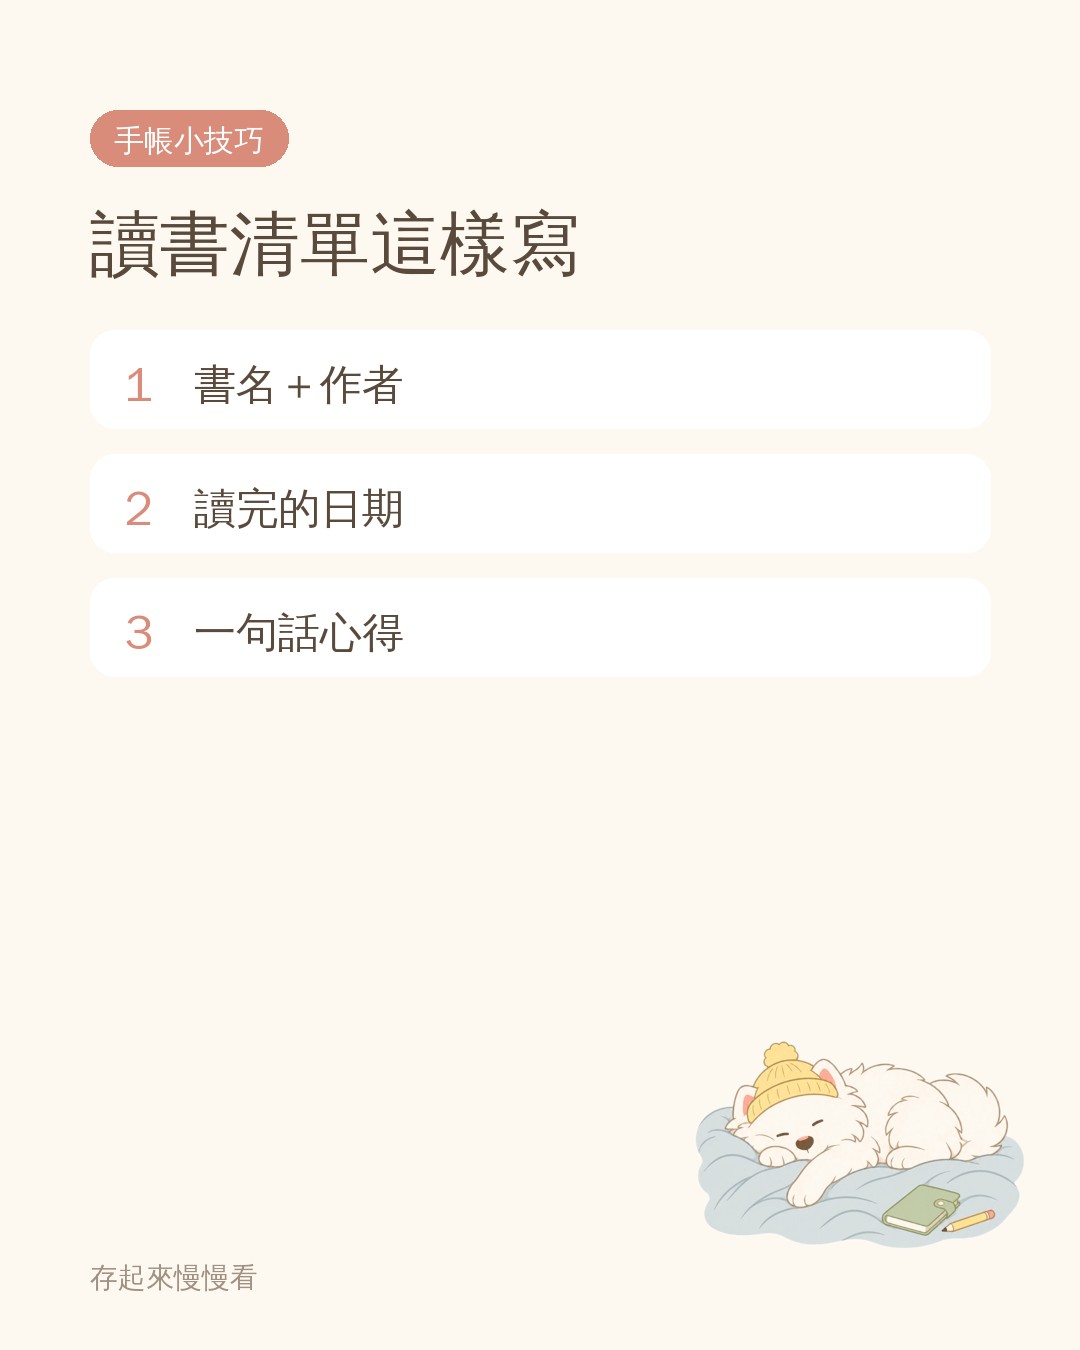 手帳小技巧
讀書清單這樣寫
1 書名＋作者
2 讀完的日期
3 一句話心得
存起來慢慢看